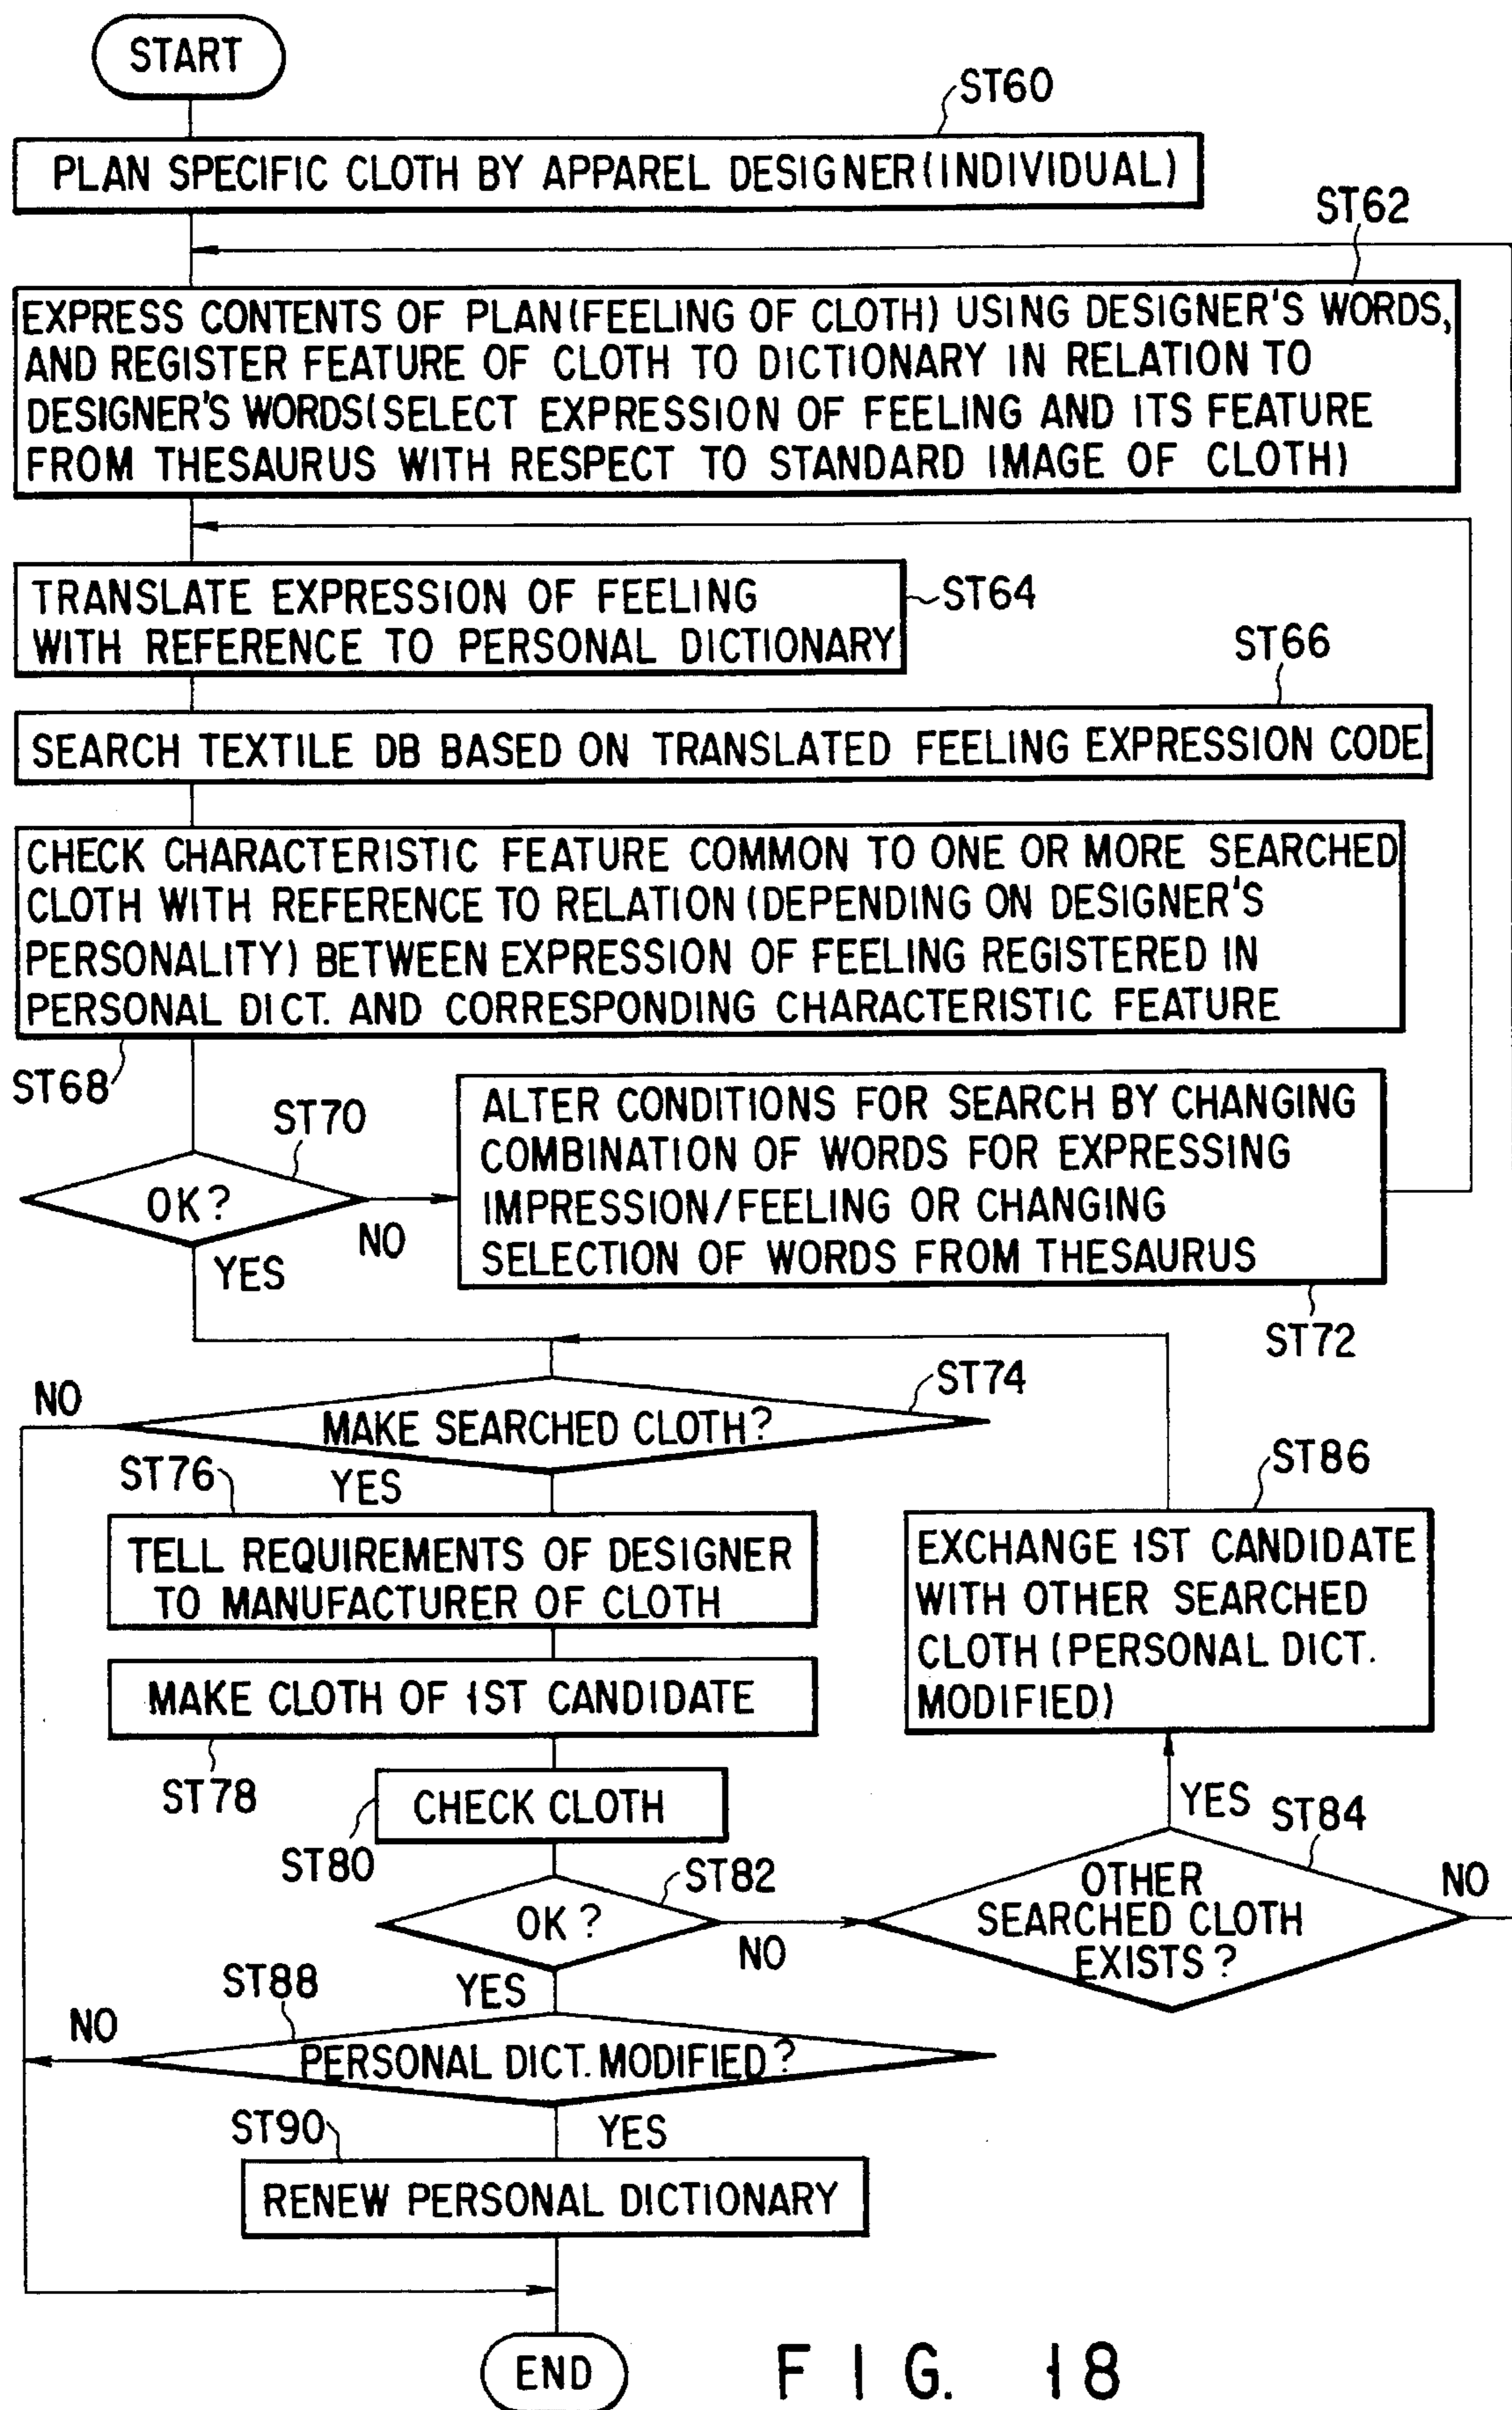 START
ST60
PLAN SPECIFIC CLOTH BY APPAREL DESIGNER(INDIVIDUAL)
ST62
EXPRESS CONTENTS OF PLAN(FEELING OF CLOTH) USING DESIGNER'S WORDS,
AND REGISTER FEATURE OF CLOTH TO DICTIONARY IN RELATION TO
DESIGNER'S WORDS(SELECT EXPRESSION OF FEELING AND ITS FEATURE
FROM THESAURUS WITH RESPECT TO STANDARD IMAGE OF CLOTH)
TRANSLATE EXPRESSION OF FEELING
WITH REFERENCE TO PERSONAL DICTIONARY
ST64
ST66
SEARCH TEXTILE DB BASED ON TRANSLATED FEELING EXPRESSION CODE
CHECK CHARACTERISTIC FEATURE COMMON TO ONE OR MORE SEARCHED
CLOTH WITH REFERENCE TO RELATION (DEPENDING ON DESIGNER'S
PERSONALITY) BETWEEN EXPRESSION OF FEELING REGISTERED IN
PERSONAL DICT. AND CORRESPONDING CHARACTERISTIC FEATURE
ST68
ST70
OK?
NO
YES
ALTER CONDITIONS FOR SEARCH BY CHANGING
COMBINATION OF WORDS FOR EXPRESSING
IMPRESSION/FEELING OR CHANGING
SELECTION OF WORDS FROM THESAURUS
ST72
ST74
NO
MAKE SEARCHED CLOTH?
YES
ST76
TELL REQUIREMENTS OF DESIGNER
TO MANUFACTURER OF CLOTH
ST86
EXCHANGE 1ST CANDIDATE
WITH OTHER SEARCHED
CLOTH (PERSONAL DICT.
MODIFIED)
MAKE CLOTH OF 1ST CANDIDATE
ST78
CHECK CLOTH
ST80
YES
ST84
ST82
OK?
NO
OTHER
SEARCHED CLOTH
EXISTS?
NO
YES
ST88
NO
PERSONAL DICT. MODIFIED?
YES
ST90
RENEW PERSONAL DICTIONARY
END
FIG. 18